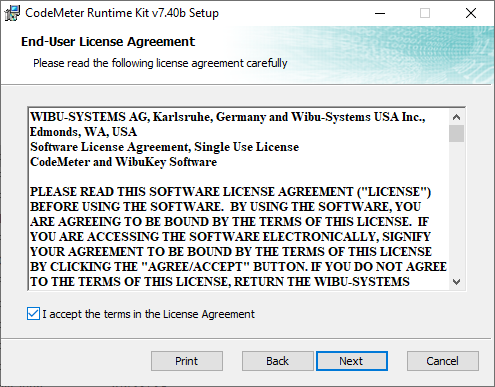 CodeMeter Runtime Kit v7.40b Setup
End-User License Agreement
Please read the following license agreement carefully
WIBU-SYSTEMS AG, Karlsruhe, Germany and Wibu-Systems USA Inc.,
Edmonds, WA, USA
Software License Agreement, Single Use License
CodeMeter and WibuKey Software
PLEASE READ THIS SOFTWARE LICENSE AGREEMENT ("LICENSE")
BEFORE USING THE SOFTWARE.  BY USING THE SOFTWARE, YOU
ARE AGREEING TO BE BOUND BY THE TERMS OF THIS LICENSE.  IF
YOU ARE ACCESSING THE SOFTWARE ELECTRONICALLY, SIGNIFY
YOUR AGREEMENT TO BE BOUND BY THE TERMS OF THIS LICENSE
BY CLICKING THE "AGREE/ACCEPT" BUTTON. IF YOU DO NOT AGREE
TO THE TERMS OF THIS LICENSE, RETURN THE WIBU-SYSTEMS
I accept the terms in the License Agreement
Print
Back
Next
Cancel